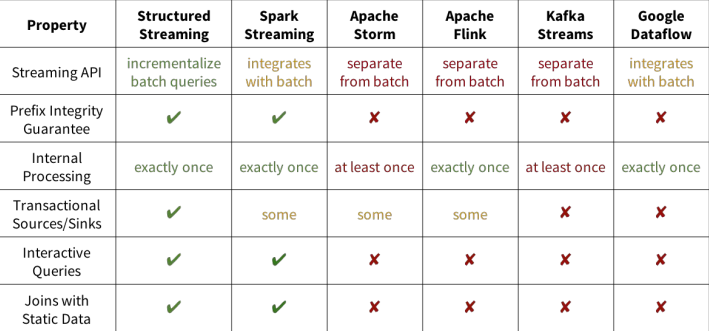 Property Structured Streaming Spark Streaming Apache Storm Apache Flink Kafka Streams Google Dataflow
Streaming API incrementalize batch queries integrates with batch separate from batch separate from batch separate from batch integrates with batch
Prefix Integrity Guarantee ✔ ✔ ✘ ✘ ✘ ✘
Internal Processing exactly once exactly once at least once exactly once at least once exactly once
Transactional Sources/Sinks ✔ some some some ✘ ✘
Interactive Queries ✔ ✔ ✘ ✘ ✘ ✘
Joins with Static Data ✔ ✔ ✘ ✘ ✘ ✘